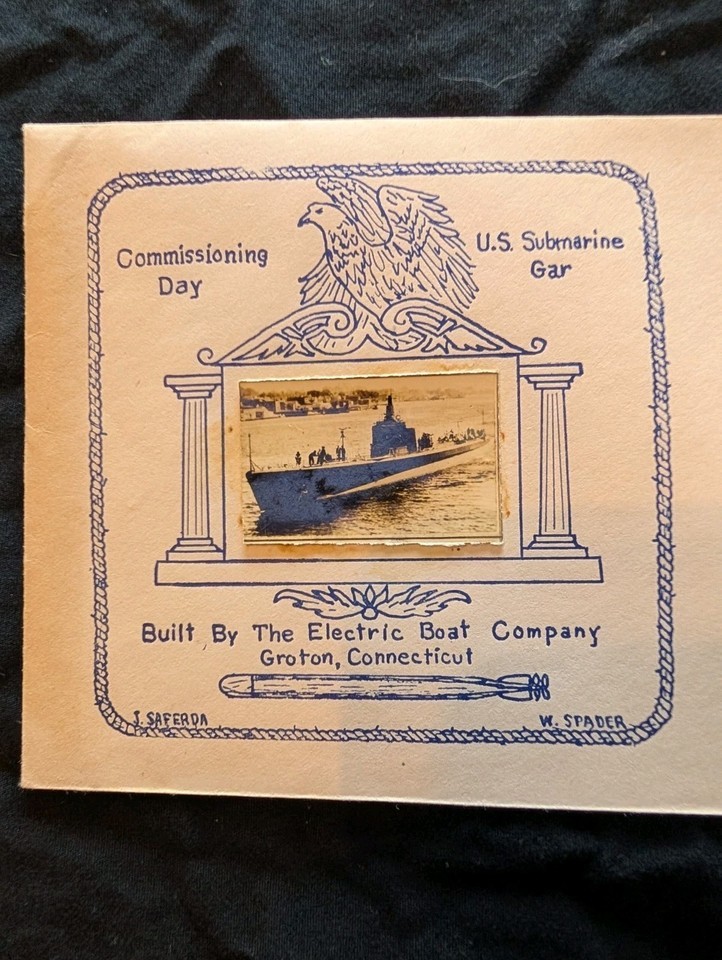 Commissioning
Day
U.S. Submarine
Gar
Built By The Electric Boat Company
Groton, Connecticut
J. SAFERDA
W. SPADER